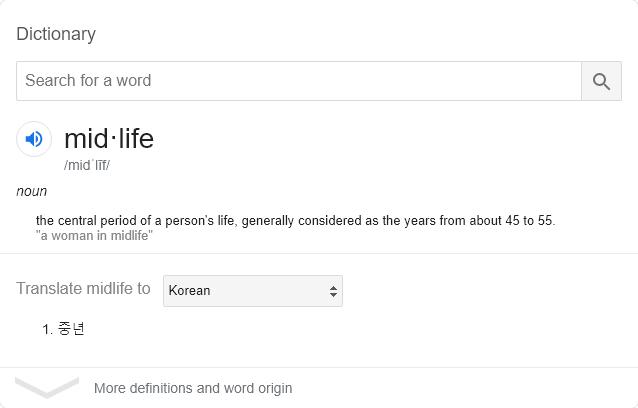 Dictionary
Search for a word
mid·life
/midˈlīf/
noun
the central period of a person's life, generally considered as the years from about 45 to 55.
"a woman in midlife"
Translate midlife to Korean
1. 중년
More definitions and word origin